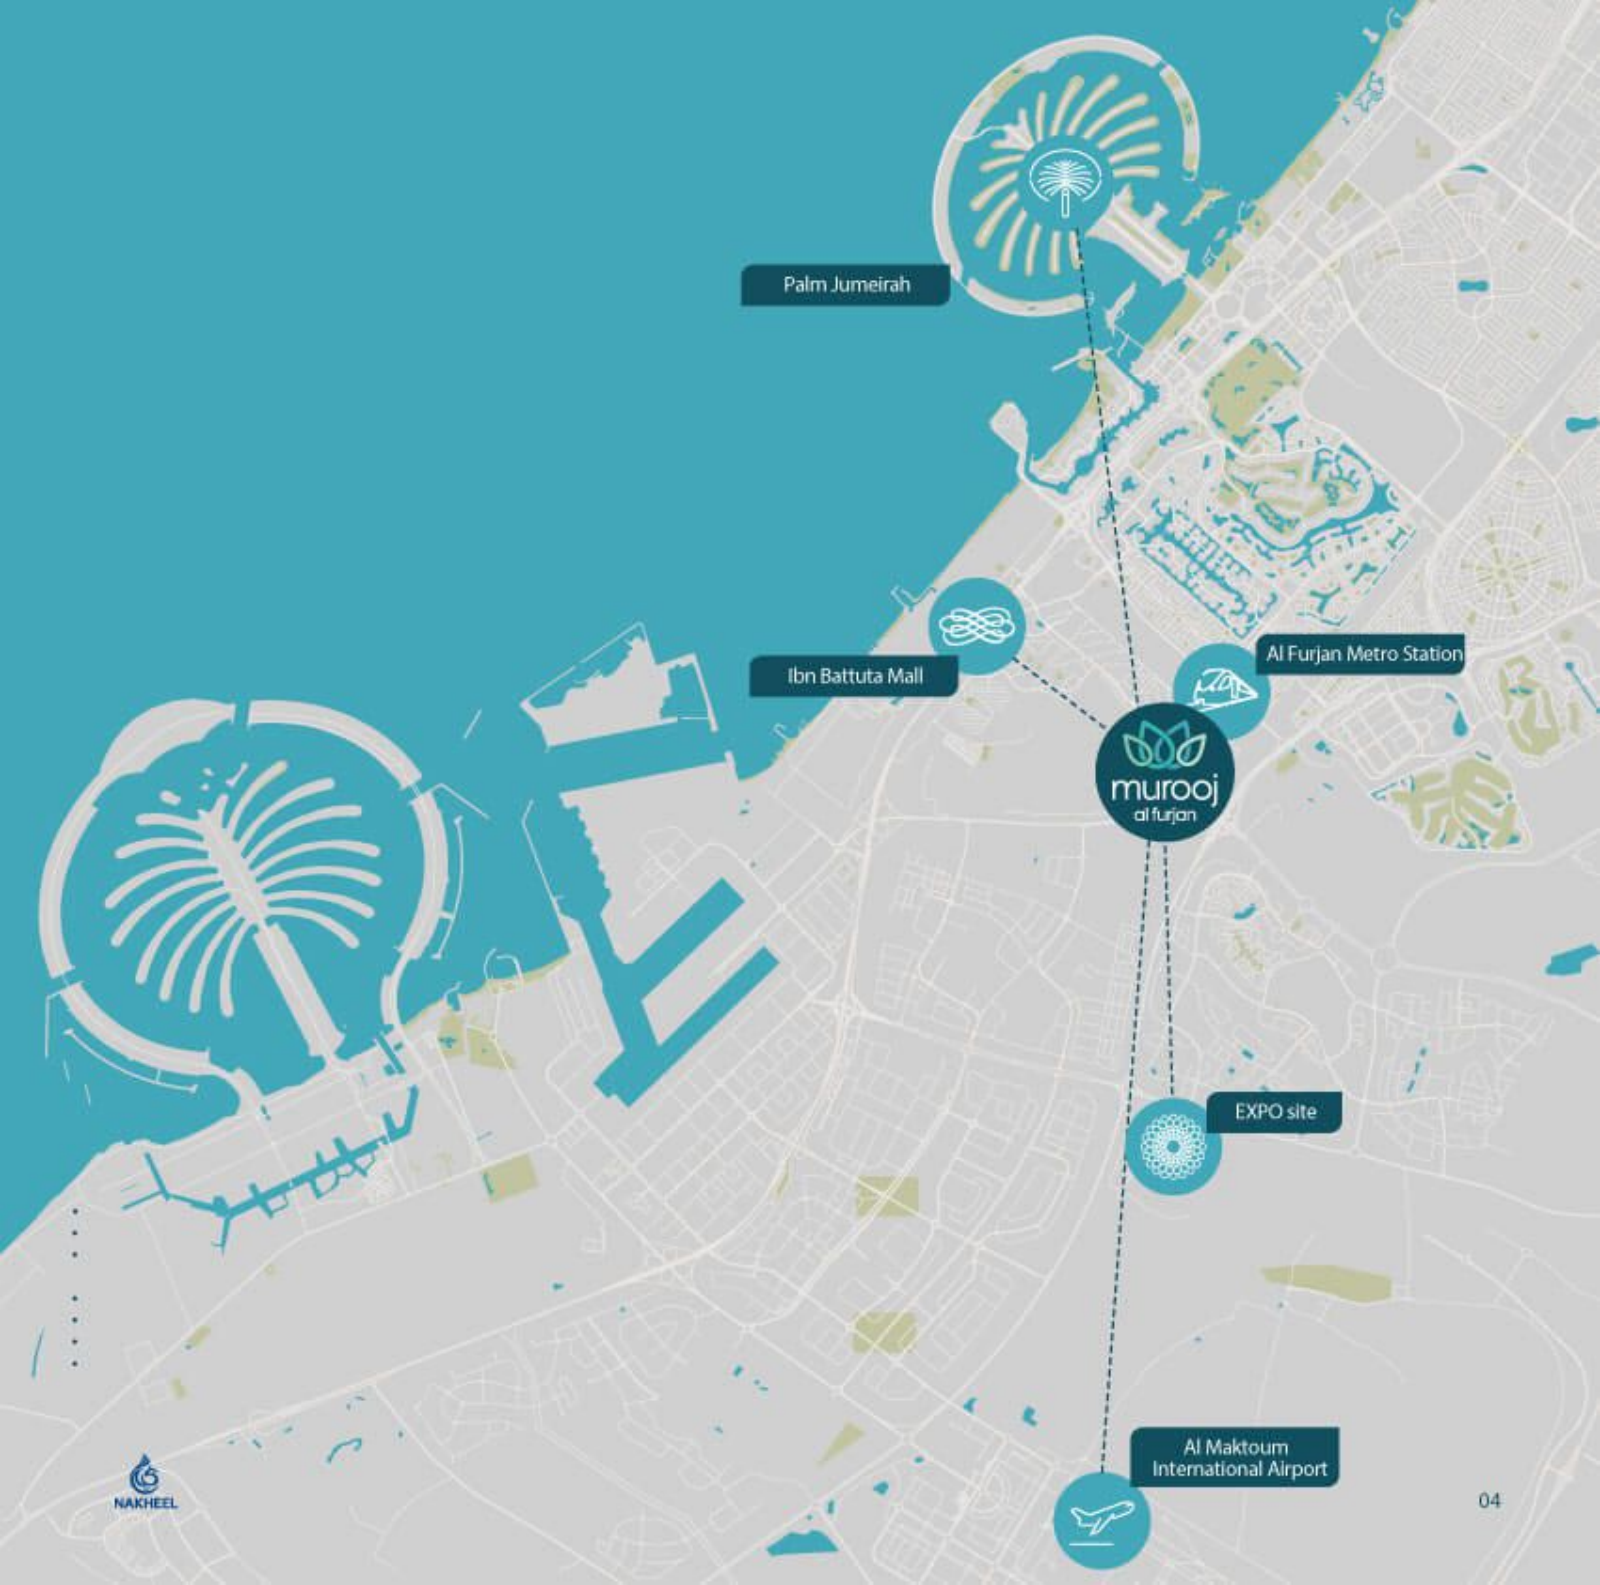 Palm Jumeirah
Al Furjan Metro Station
Ibn Battuta Mall
murooj
al furjan
EXPO site
Al Maktoum
International Airport
NAKHEEL
04